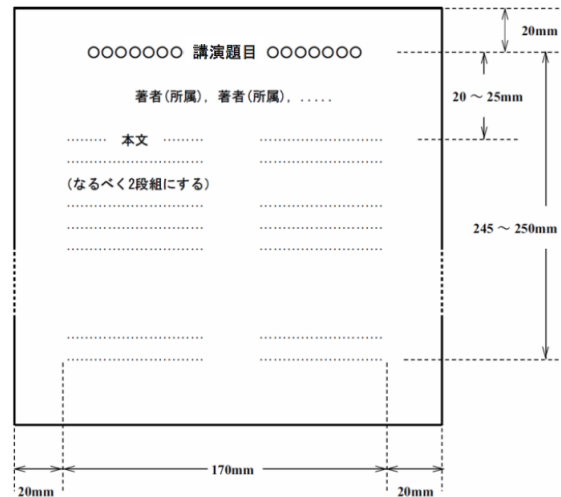 20mm
○○○○○○○ 講演題目 ○○○○○○○
著者(所属), 著者(所属), .....
20 ～ 25mm
......... 本文 .........
(なるべく2段組にする)
245 ～ 250mm
170mm
20mm
20mm